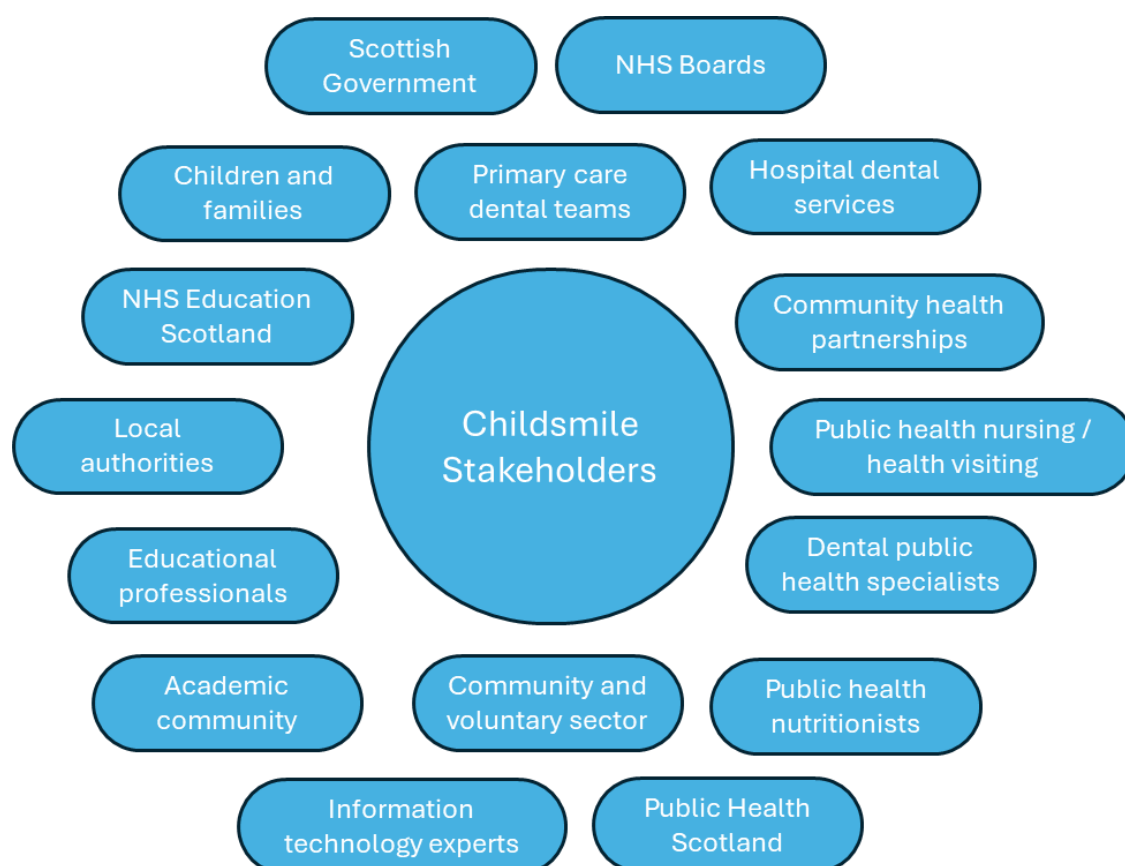 Scottish
Government
NHS Boards
Children and
families
Primary care
dental teams
Hospital dental
services
NHS Education
Scotland
Community health
partnerships
Childsmile
Stakeholders
Local
authorities
Public health nursing /
health visiting
Educational
professionals
Dental public
health specialists
Academic
community
Community and
voluntary sector
Public health
nutritionists
Information
technology experts
Public Health
Scotland